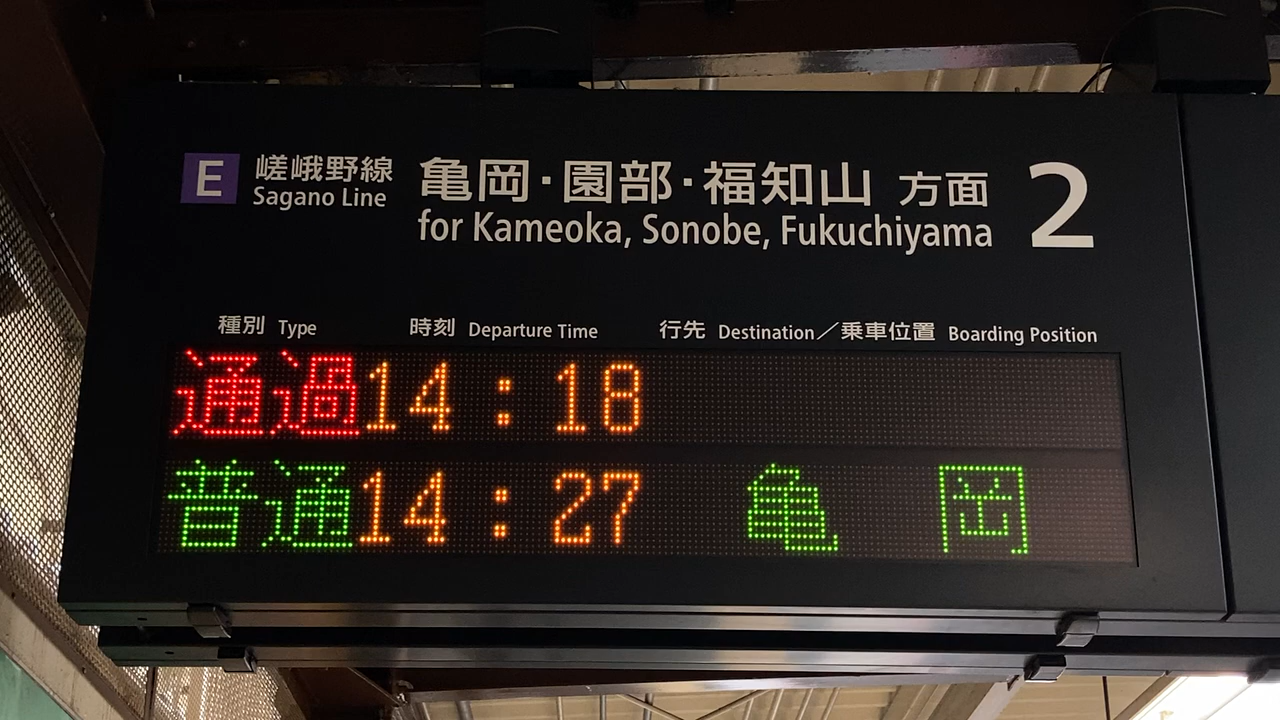 E 嵯峨野線 亀岡・園部・福知山 方面 2
Sagano Line for Kameoka, Sonobe, Fukuchiyama
種別 Type 時刻 Departure Time 行先 Destination／乗車位置 Boarding Position
通過 14:18
普通 14:27 亀 岡